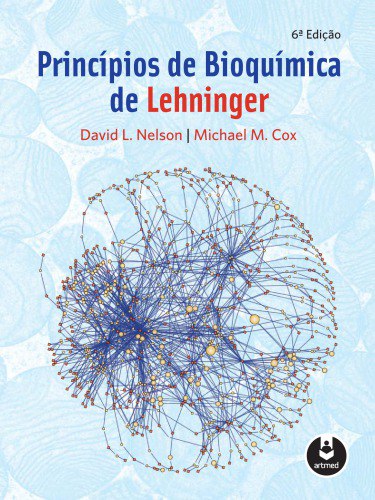 6ª Edição
Princípios de Bioquímica
de Lehninger
David L. Nelson | Michael M. Cox
artmed